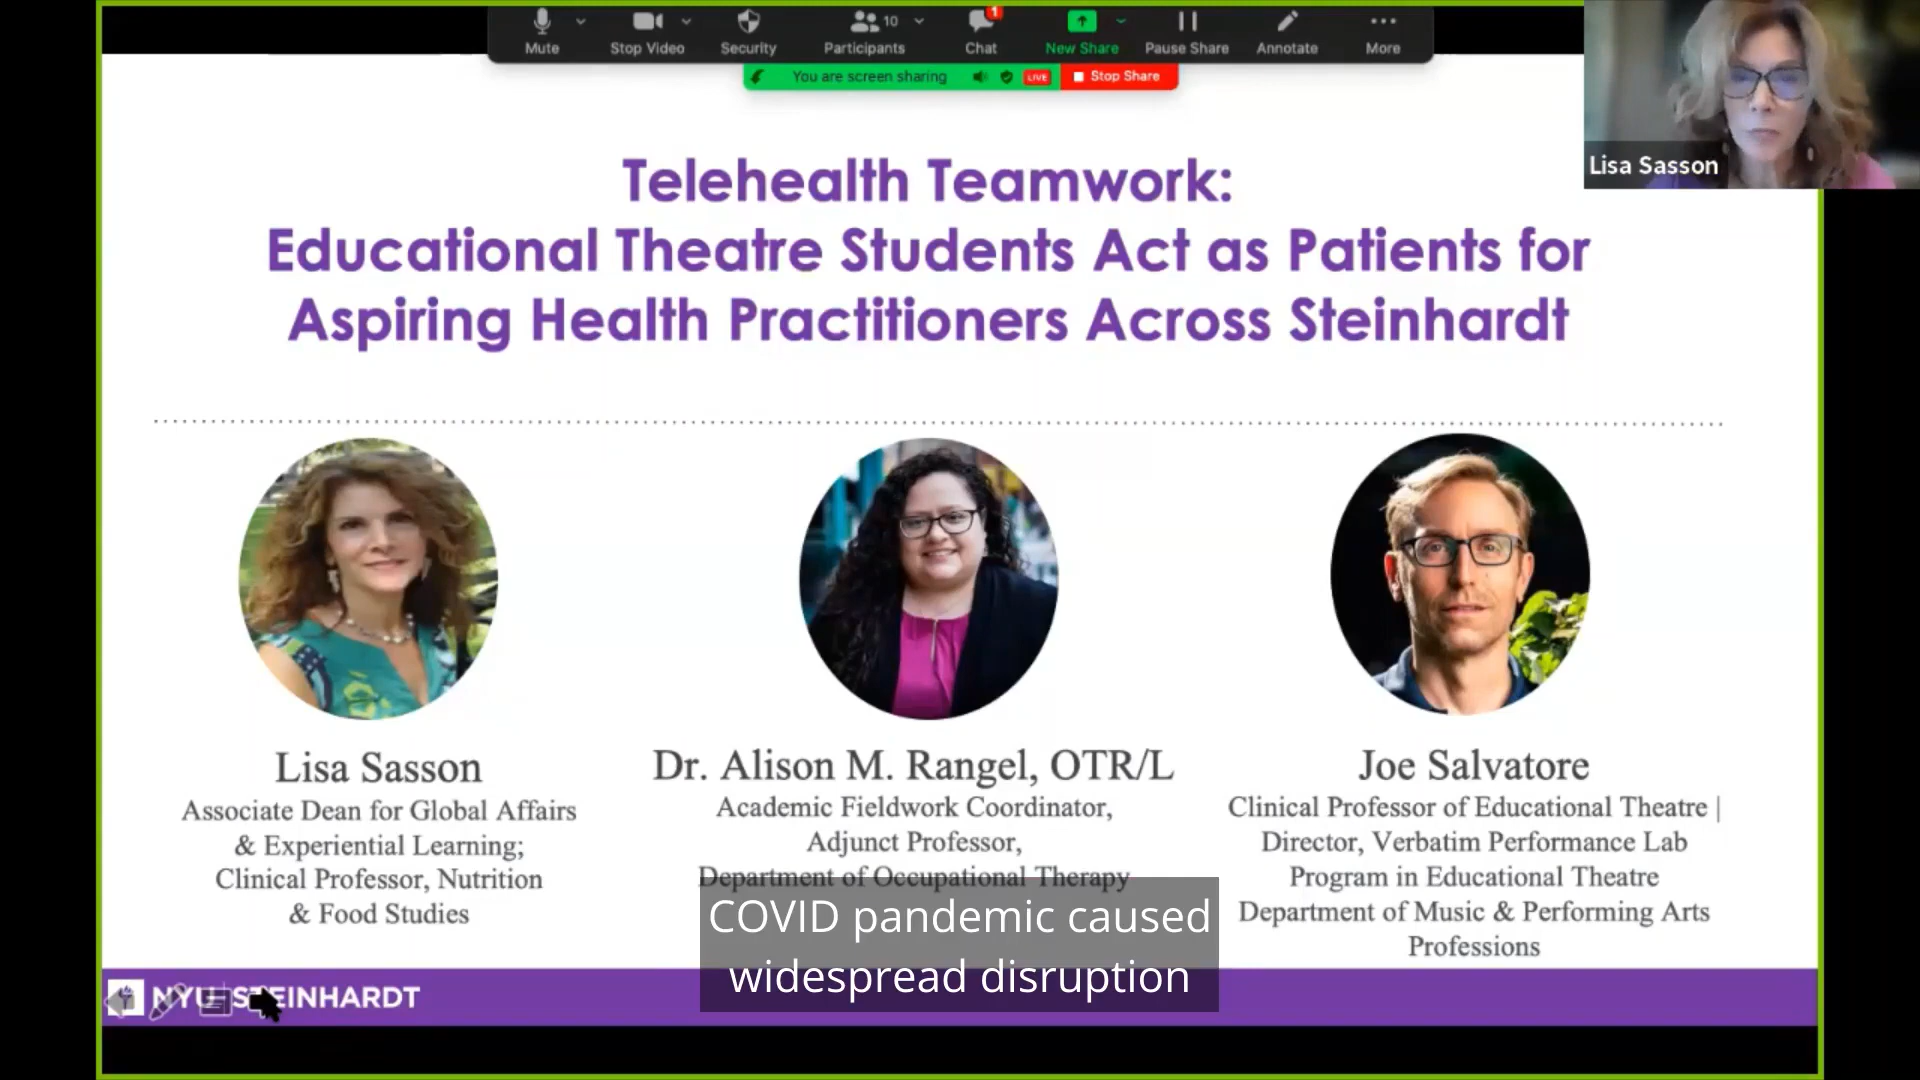 Mute
Stop Video
Security
10
Participants
1
Chat
New Share
Pause Share
Annotate
More
You are screen sharing
LIVE
Stop Share
Lisa Sasson
Telehealth Teamwork:
Educational Theatre Students Act as Patients for
Aspiring Health Practitioners Across Steinhardt
Lisa Sasson
Associate Dean for Global Affairs
& Experiential Learning;
Clinical Professor, Nutrition
& Food Studies
Dr. Alison M. Rangel, OTR/L
Academic Fieldwork Coordinator,
Adjunct Professor,
Department of Occupational Therapy
Joe Salvatore
Clinical Professor of Educational Theatre |
Director, Verbatim Performance Lab
Program in Educational Theatre
Department of Music & Performing Arts
Professions
COVID pandemic caused
widespread disruption
NYU STEINHARDT